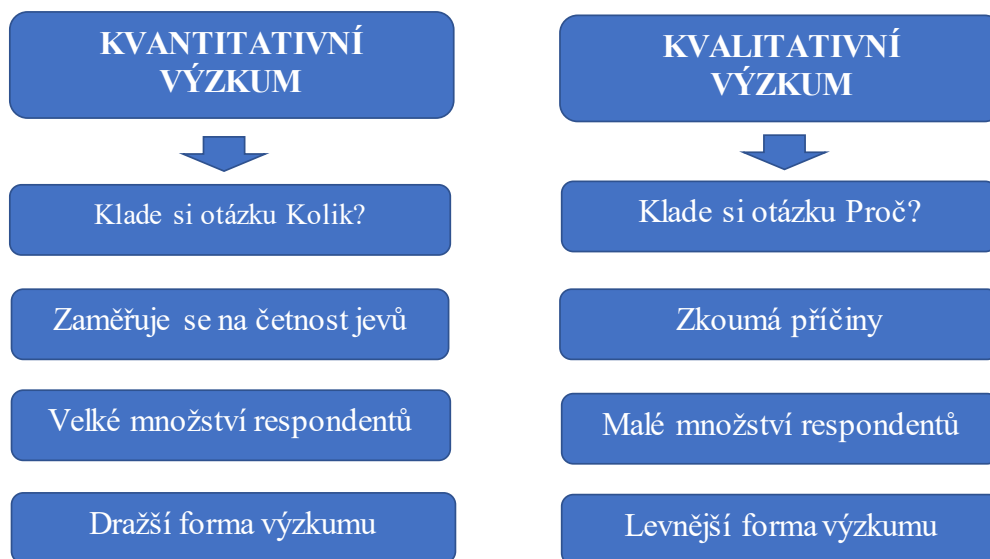 KVANTITATIVNÍ
VÝZKUM
Klade si otázku Kolik?
Zaměřuje se na četnost jevů
Velké množství respondentů
Dražší forma výzkumu
KVALITATIVNÍ
VÝZKUM
Klade si otázku Proč?
Zkoumá příčiny
Malé množství respondentů
Levnější forma výzkumu